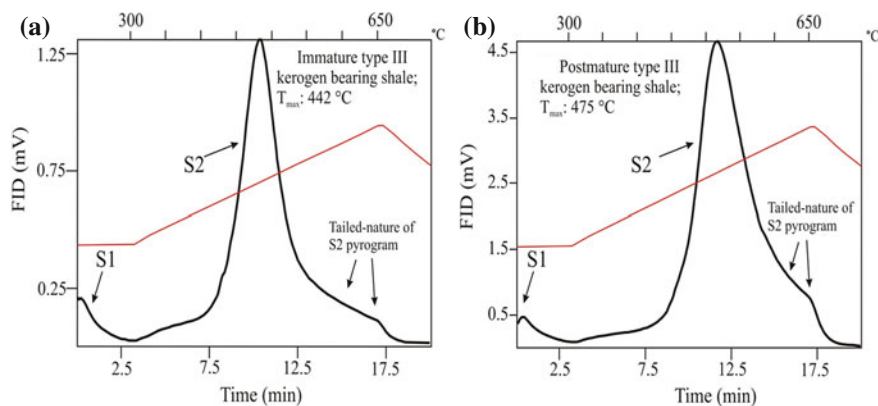 (a)
300
650
°C
1.25
0.75
0.25
FID (mV)
Immature type III
kerogen bearing shale;
Tmax: 442 °C
S2
S1
Tailed-nature of
S2 pyrogram
2.5
7.5
12.5
17.5
Time (min)
(b)
300
650
°C
4.5
3.5
2.5
1.5
0.5
FID (mV)
Postmature type III
kerogen bearing shale;
Tmax: 475 °C
S2
S1
Tailed-nature of
S2 pyrogram
2.5
7.5
12.5
17.5
Time (min)